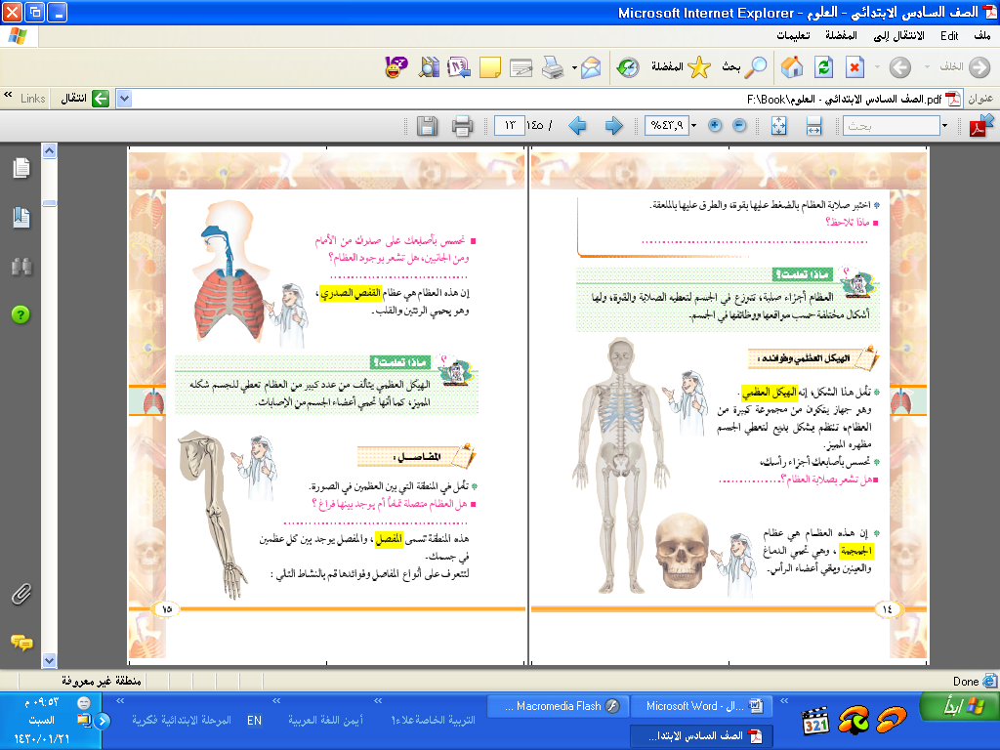 الصف السادس الابتدائي - العلوم - Microsoft Internet Explorer
ملف Edit الانتقال إلى المفضلة تعليمات
الخلف بحث المفضلة
عنوان F:\Book\الصف السادس الابتدائي - العلوم.pdf انتقال Links »
١٣ / ١٤٥ ٤٣,٩% بحث
اختبر صلابة العظام بالضغط عليها بقوة، والطرق عليها بالملعقة.
ماذا تلاحظ؟
ماذا تعلمت؟
العظام أجزاء صلبة، تتوزع في الجسم لتعطيه الصلابة والقوة، ولها
أشكال مختلفة حسب مواقعها ووظائفها في الجسم.
الهيكل العظمي وفوائده :
تأمل هذا الشكل، إنه الهيكل العظمي .
وهو جهاز يتكون من مجموعة كبيرة من
العظام، تنتظم بشكل بديع لتعطي الجسم
مظهره المميز.
تحسس بأصابعك أجزاء رأسك،
هل تشعر بصلابة العظام؟
إن هذه العظام هي عظام
الجمجمة ، وهي تحمي الدماغ
والعينين وباقي أعضاء الرأس.
١٤
تحسس بأصابعك على صدرك من الأمام
ومن الجانبين، هل تشعر بوجود العظام؟
إن هذه العظام هي عظام القفص الصدري ،
وهو يحمي الرئتين والقلب.
ماذا تعلمت؟
الهيكل العظمي يتألف من عدد كبير من العظام تعطي للجسم شكله
المميز، كما أنها تحمي أعضاء الجسم من الإصابات.
المفاصل :
تأمل في المنطقة التي بين العظمين في الصورة.
هل العظام متصلة تماماً أم يوجد بينها فراغ ؟
هذه المنطقة تسمى المفصل ، والمفصل يوجد بين كل عظمين
في جسمك.
لتتعرف على أنواع المفاصل وفوائدها قم بالنشاط التالي :
١٥
منطقة غير معروفة Done
ابدأ
321
ال... - Microsoft Word
Macromedia Flash ...
الصف السادس الابتدا...
التربية الخاصة علاء١
أيمن اللغة العربية
EN
المرحلة الابتدائية فكرية
٠٩:٥٣ م
السبت
١٤٣٠/٠١/٢١